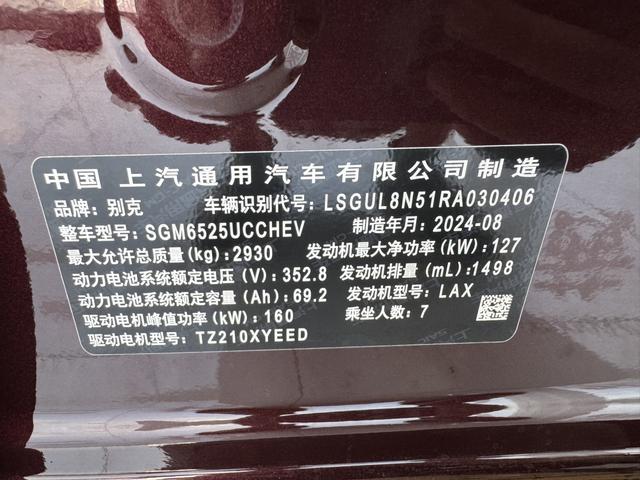 中国 上汽通用汽车有限公司制造
品牌：别克 车辆识别代号：LSGUL8N51RA030406
整车型号：SGM6525UCCHEV 制造年月：2024-08
最大允许总质量(kg)：2930 发动机最大净功率(kW)：127
动力电池系统额定电压(V)：352.8 发动机排量(mL)：1498
动力电池系统额定容量(Ah)：69.2 发动机型号：LAX
驱动电机峰值功率(kW)：160 乘坐人数：7
驱动电机型号：TZ210XYEED